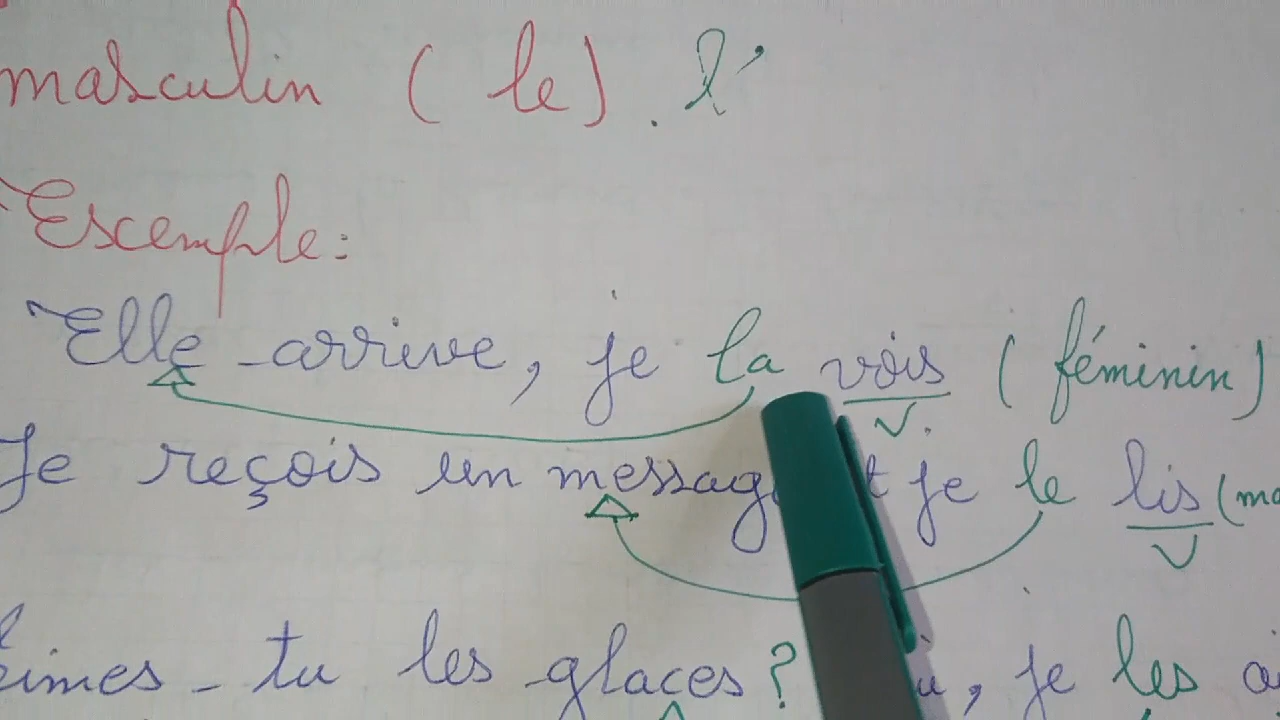 masculin (le). l'
Escemple:
Elle arrive, je la vois (féminin)
V.
Je reçois un message je le lis
V
tu les glaces? je les